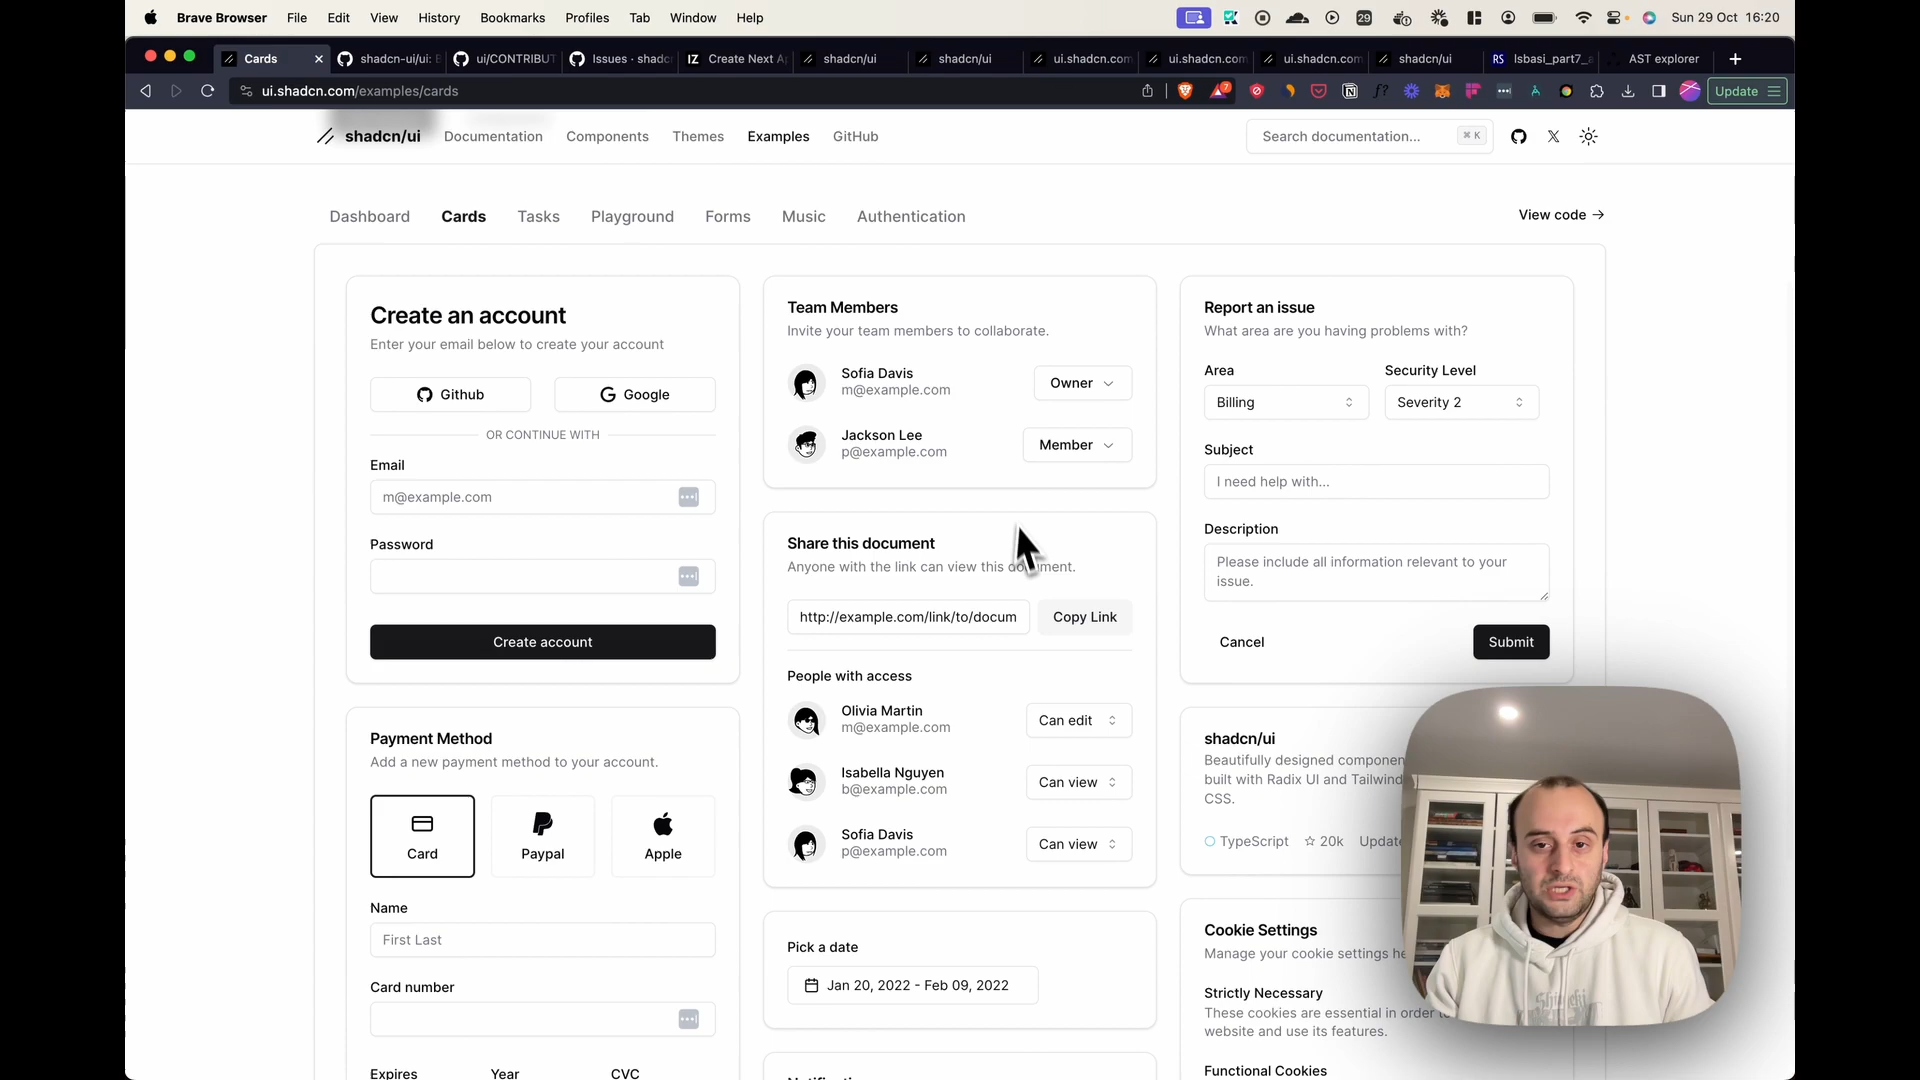 Brave Browser File Edit View History Bookmarks Profiles Tab Window Help 29 Sun 29 Oct 16:20
Cards shadcn-ui/ui: ui/CONTRIBUT Issues · shadc IZ Create Next A shadcn/ui shadcn/ui ui.shadcn.com ui.shadcn.com ui.shadcn.com shadcn/ui RS lsbasi_part7_a AST explorer
ui.shadcn.com/examples/cards 7 Update
shadcn/ui Documentation Components Themes Examples GitHub Search documentation... ⌘ K
Dashboard Cards Tasks Playground Forms Music Authentication View code →
Create an account
Enter your email below to create your account
Github Google
OR CONTINUE WITH
Email
m@example.com
Password
Create account
Payment Method
Add a new payment method to your account.
Card Paypal Apple
Name
First Last
Card number
Expires Year CVC
Team Members
Invite your team members to collaborate.
Sofia Davis
m@example.com
Owner
Jackson Lee
p@example.com
Member
Share this document
Anyone with the link can view this document.
http://example.com/link/to/docum Copy Link
People with access
Olivia Martin
m@example.com
Can edit
Isabella Nguyen
b@example.com
Can view
Sofia Davis
p@example.com
Can view
Pick a date
Jan 20, 2022 - Feb 09, 2022
Report an issue
What area are you having problems with?
Area Security Level
Billing Severity 2
Subject
I need help with...
Description
Please include all information relevant to your
issue.
Cancel Submit
shadcn/ui
Beautifully designed componen
built with Radix UI and Tailwind
CSS.
TypeScript 20k Update
Cookie Settings
Manage your cookie settings he
Strictly Necessary
These cookies are essential in order t
website and use its features.
Functional Cookies